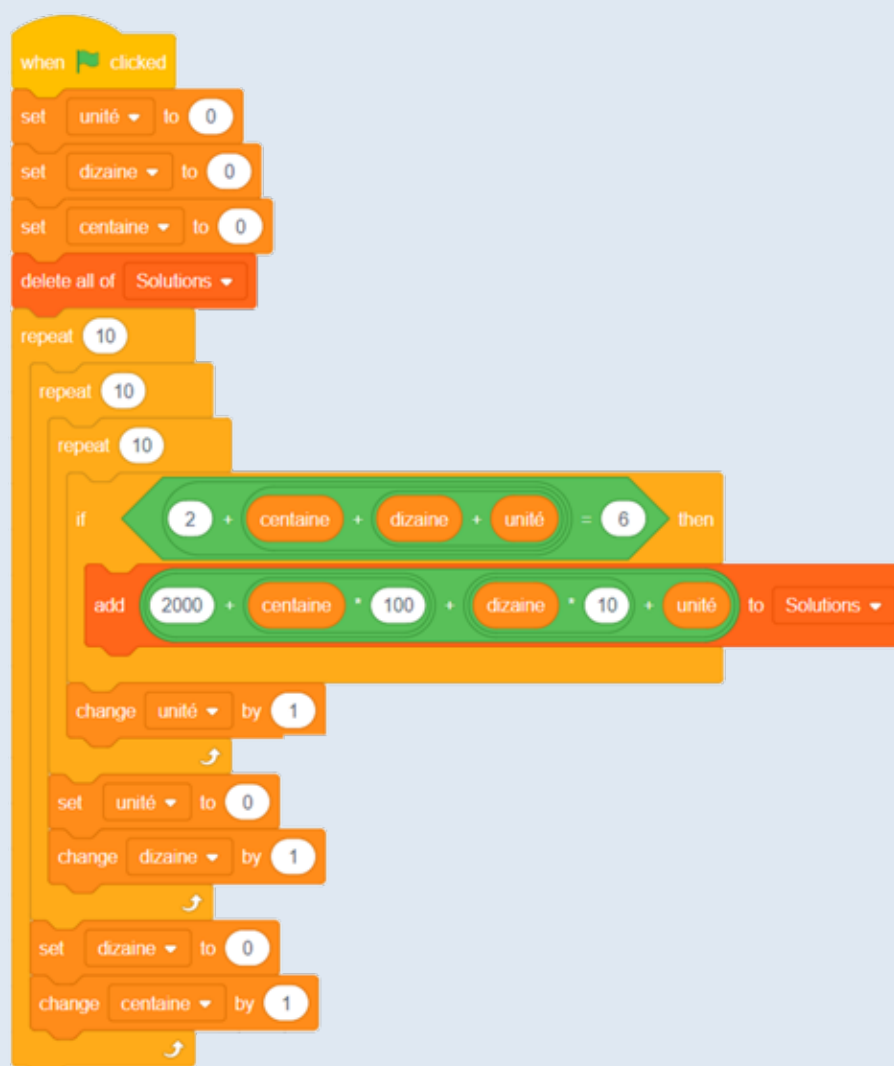 when clicked
set unité to 0
set dizaine to 0
set centaine to 0
delete all of Solutions
repeat 10
repeat 10
repeat 10
if 2 + centaine + dizaine + unité = 6 then
add 2000 + centaine * 100 + dizaine * 10 + unité to Solutions
change unité by 1
set unité to 0
change dizaine by 1
set dizaine to 0
change centaine by 1